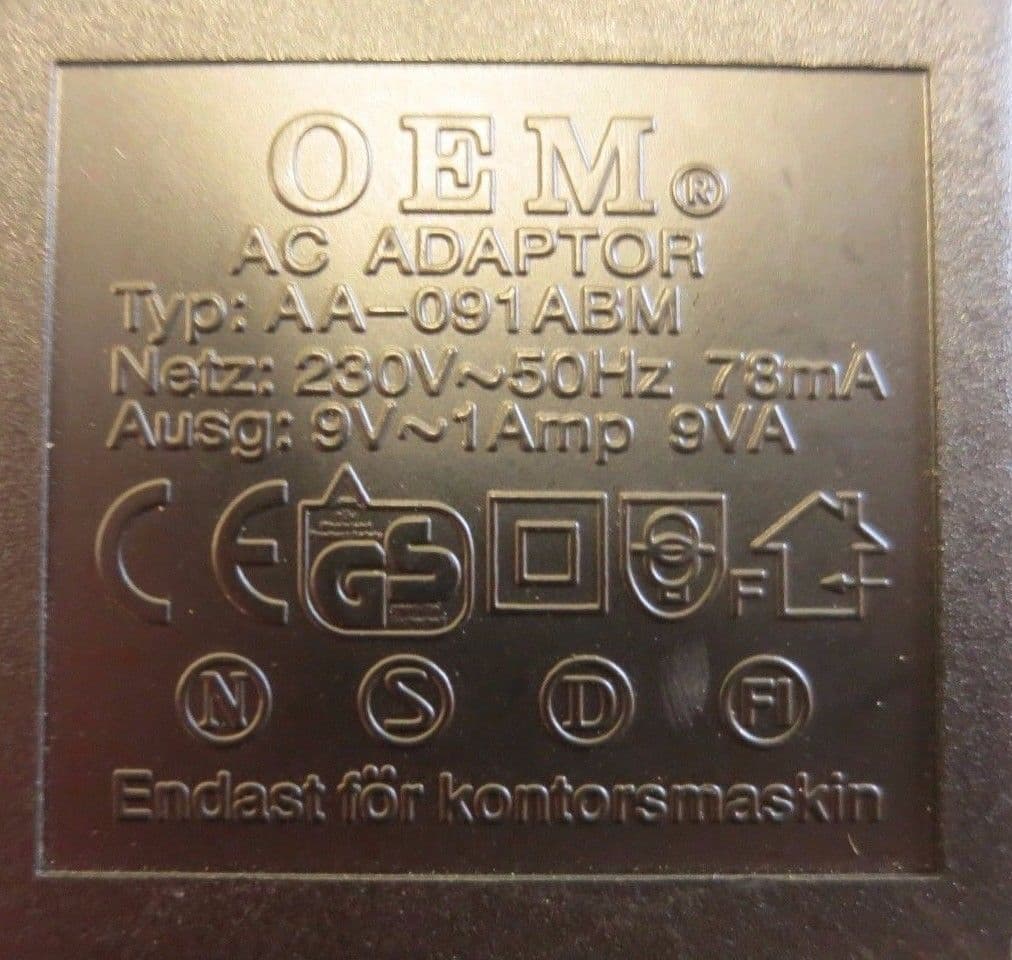 OEM®
AC ADAPTOR
Typ: AA-091ABM
Netz: 230V~50Hz 78mA
Ausg: 9V~1Amp 9VA
CE GS F
N S D FI
Endast för kontorsmaskin